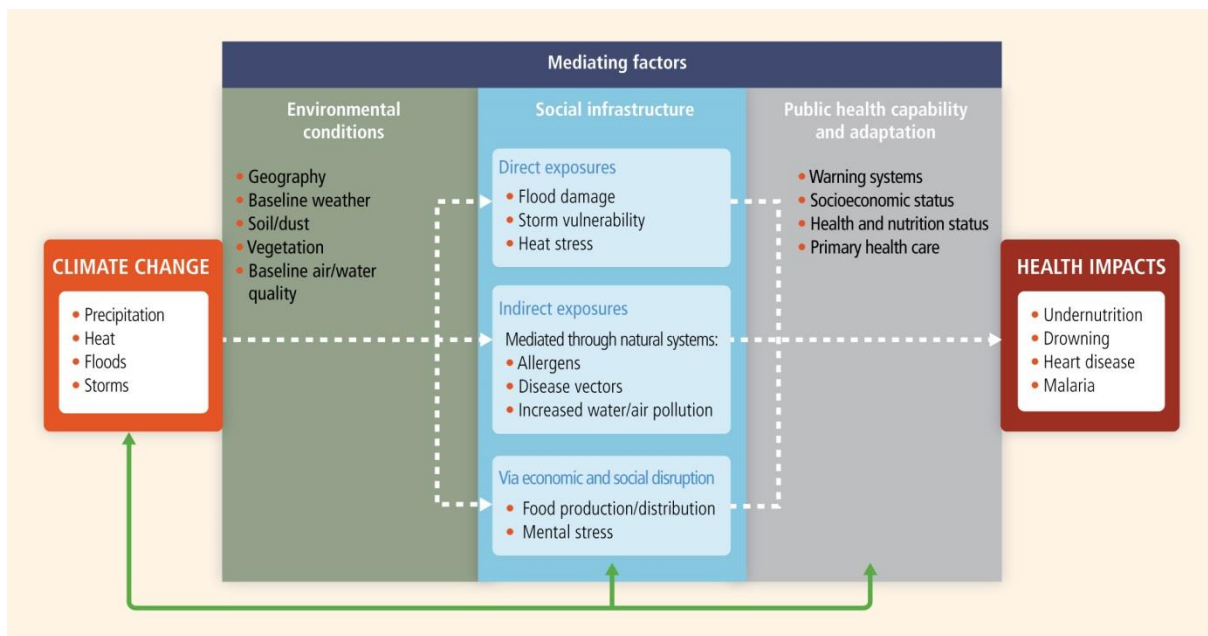 Mediating factors
Environmental
conditions
• Geography
• Baseline weather
• Soil/dust
• Vegetation
• Baseline air/water
quality
Social infrastructure
Direct exposures
• Flood damage
• Storm vulnerability
• Heat stress
Indirect exposures
Mediated through natural systems:
• Allergens
• Disease vectors
• Increased water/air pollution
Via economic and social disruption
• Food production/distribution
• Mental stress
Public health capability
and adaptation
• Warning systems
• Socioeconomic status
• Health and nutrition status
• Primary health care
CLIMATE CHANGE
• Precipitation
• Heat
• Floods
• Storms
HEALTH IMPACTS
• Undernutrition
• Drowning
• Heart disease
• Malaria